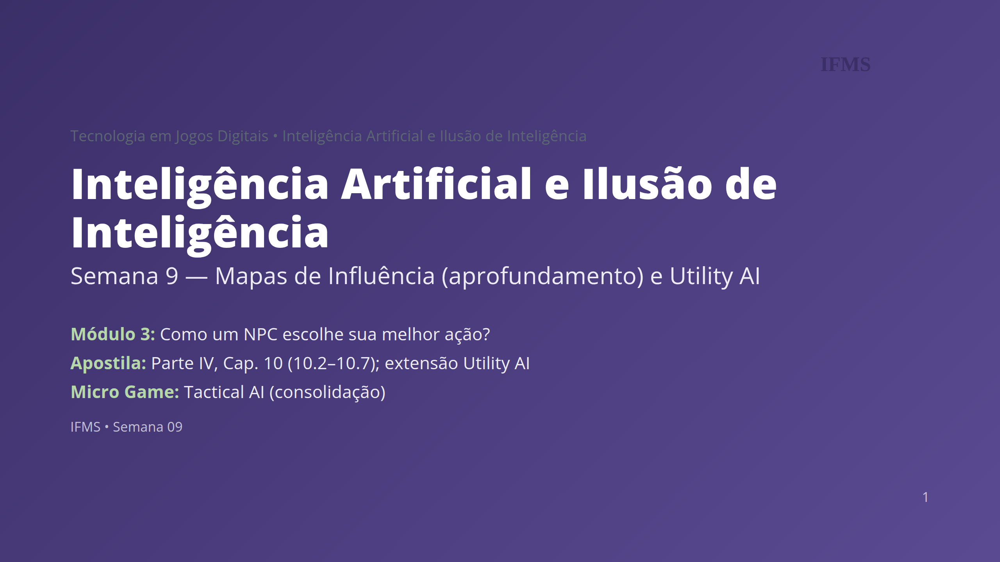 IFMS
Tecnologia em Jogos Digitais • Inteligência Artificial e Ilusão de Inteligência
Inteligência Artificial e Ilusão de
Inteligência
Semana 9 — Mapas de Influência (aprofundamento) e Utility AI
Módulo 3: Como um NPC escolhe sua melhor ação?
Apostila: Parte IV, Cap. 10 (10.2–10.7); extensão Utility AI
Micro Game: Tactical AI (consolidação)
IFMS • Semana 09
1